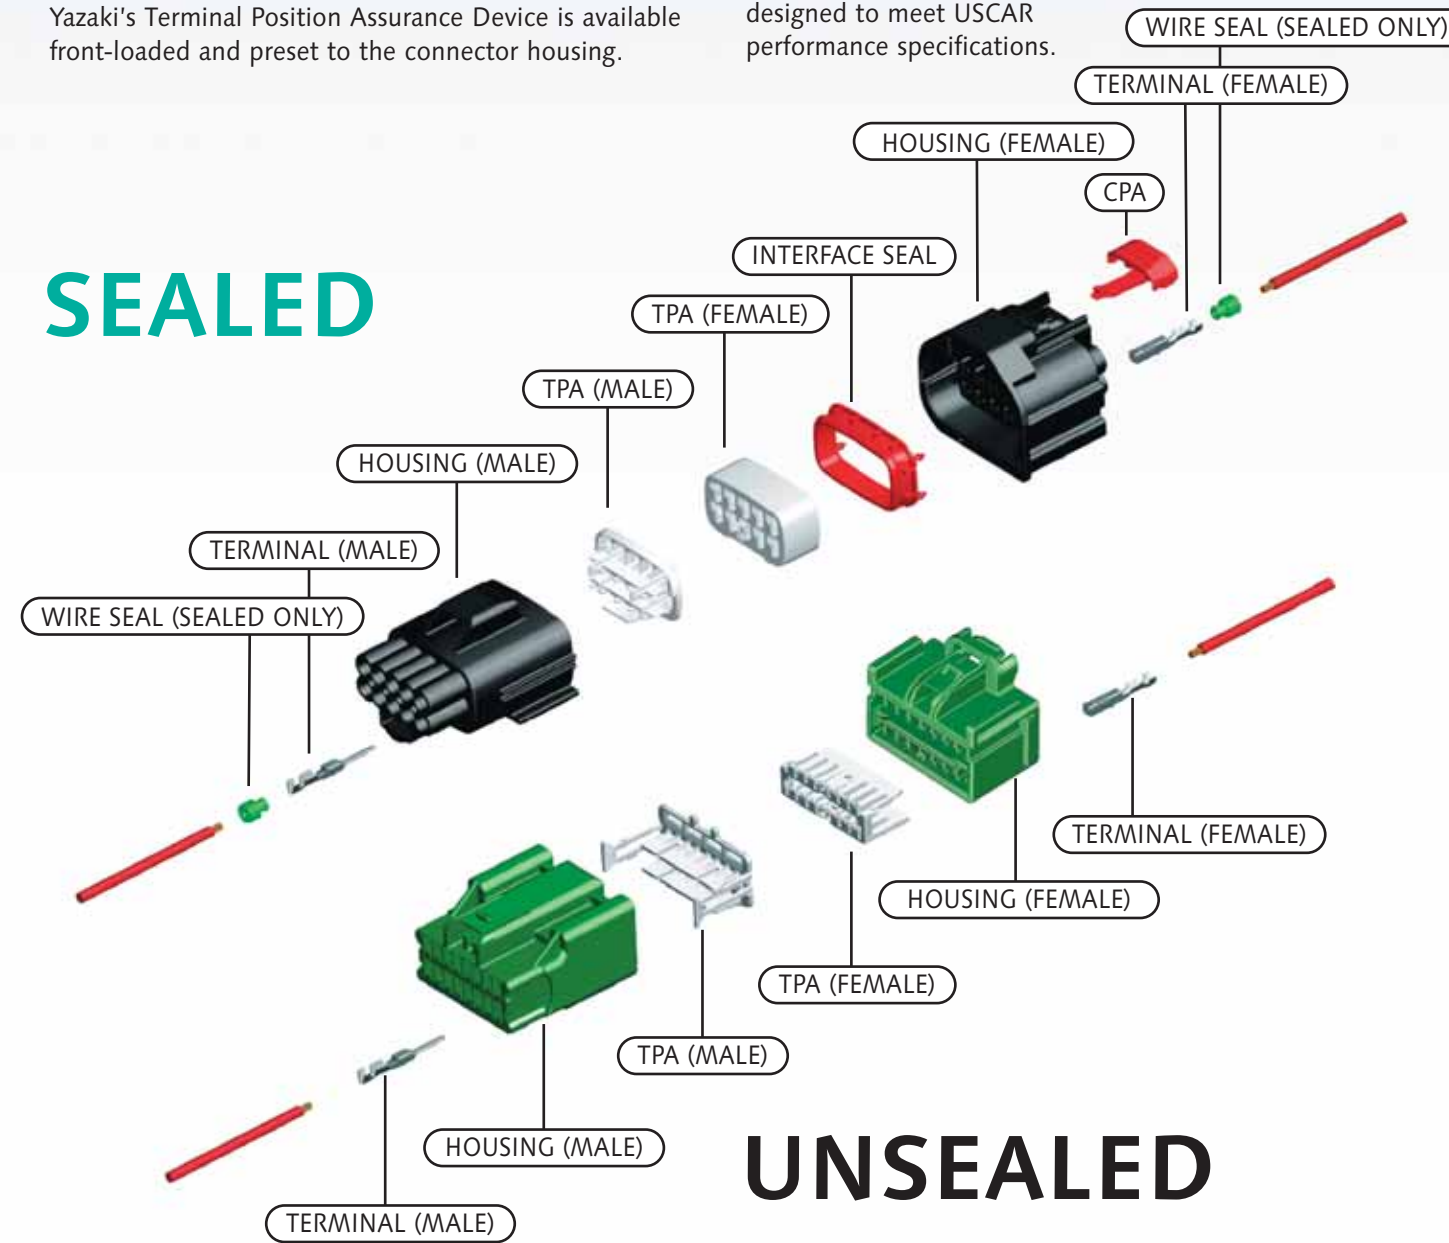 Yazaki's Terminal Position Assurance Device is available
front-loaded and preset to the connector housing.
designed to meet USCAR
performance specifications.
WIRE SEAL (SEALED ONLY)
TERMINAL (FEMALE)
HOUSING (FEMALE)
CPA
INTERFACE SEAL
SEALED
TPA (FEMALE)
TPA (MALE)
HOUSING (MALE)
TERMINAL (MALE)
WIRE SEAL (SEALED ONLY)
TERMINAL (FEMALE)
HOUSING (FEMALE)
TPA (FEMALE)
TPA (MALE)
HOUSING (MALE)
UNSEALED
TERMINAL (MALE)